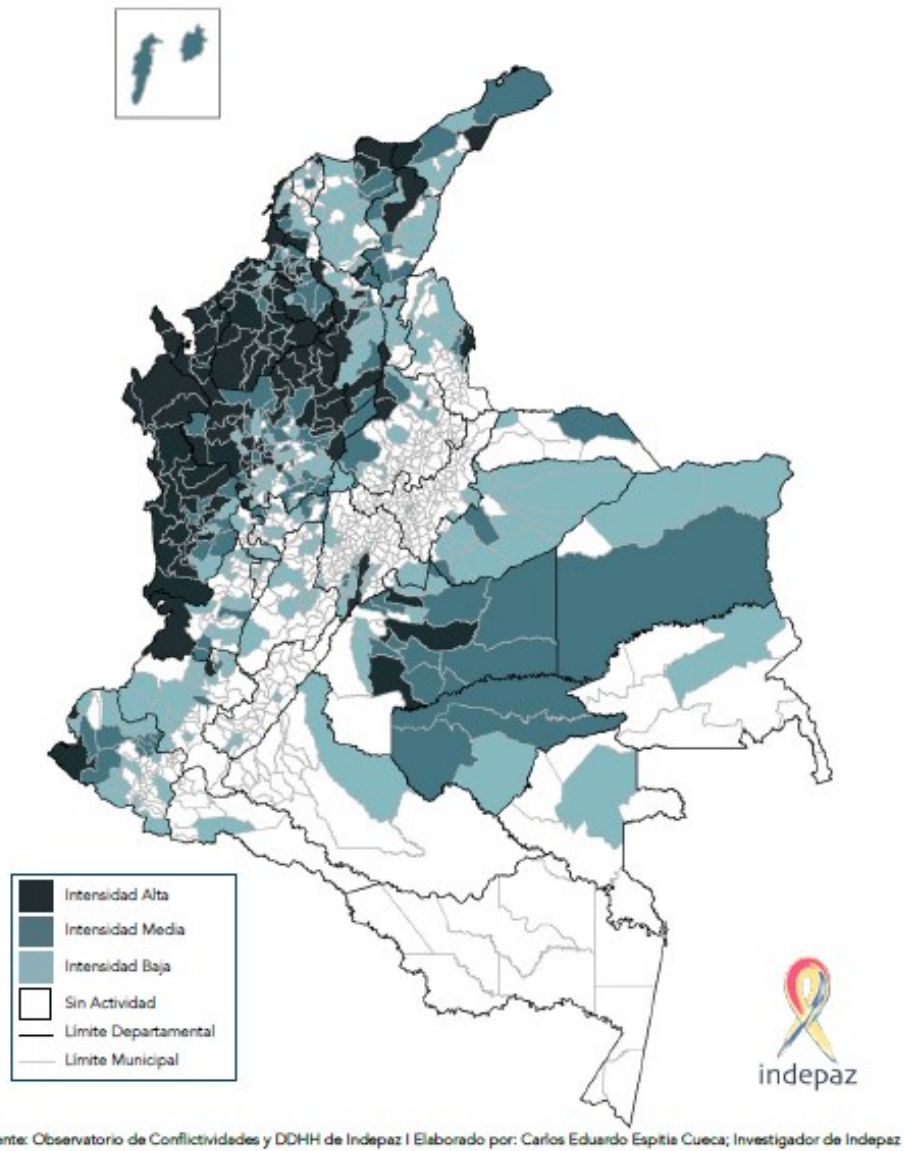 Intensidad Alta
Intensidad Media
Intensidad Baja
Sin Actividad
Límite Departamental
Límite Municipal
indepaz
ente: Observatorio de Conflictividades y DDHH de Indepaz I Elaborado por: Carlos Eduardo Espitia Cueca; Investigador de Indepaz